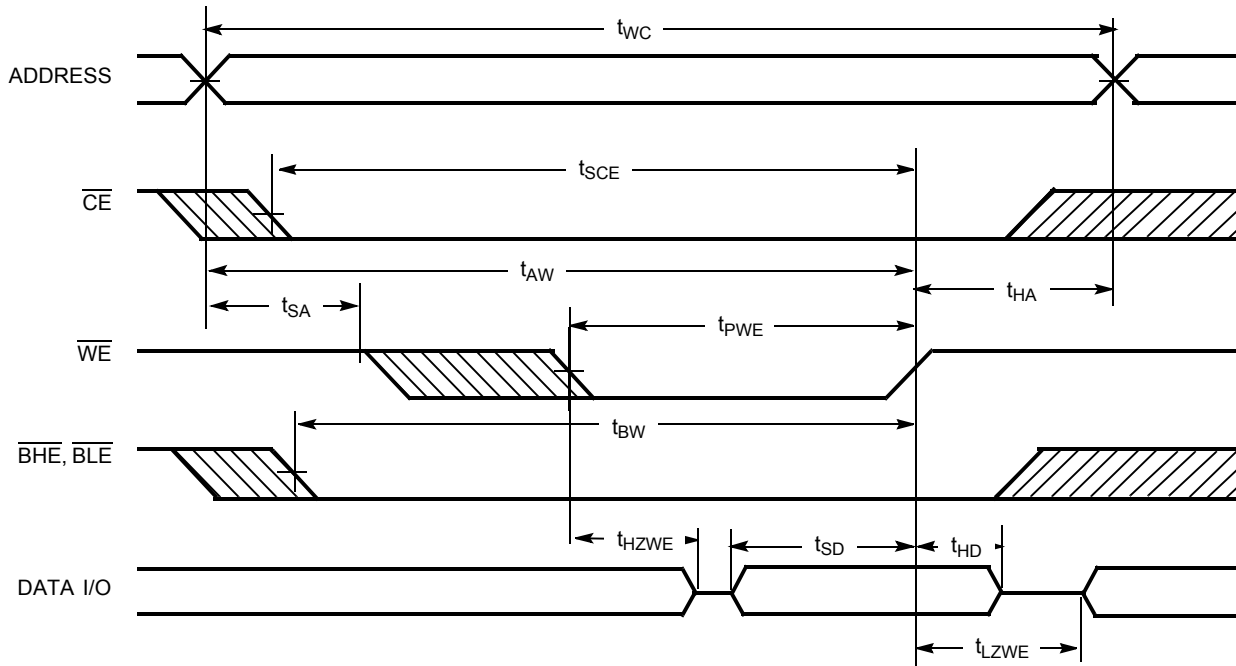 tWC
ADDRESS
tSCE
CE
tAW
tSA
tHA
tPWE
WE
tBW
BHE, BLE
tHZWE
tSD
tHD
DATA I/O
tLZWE